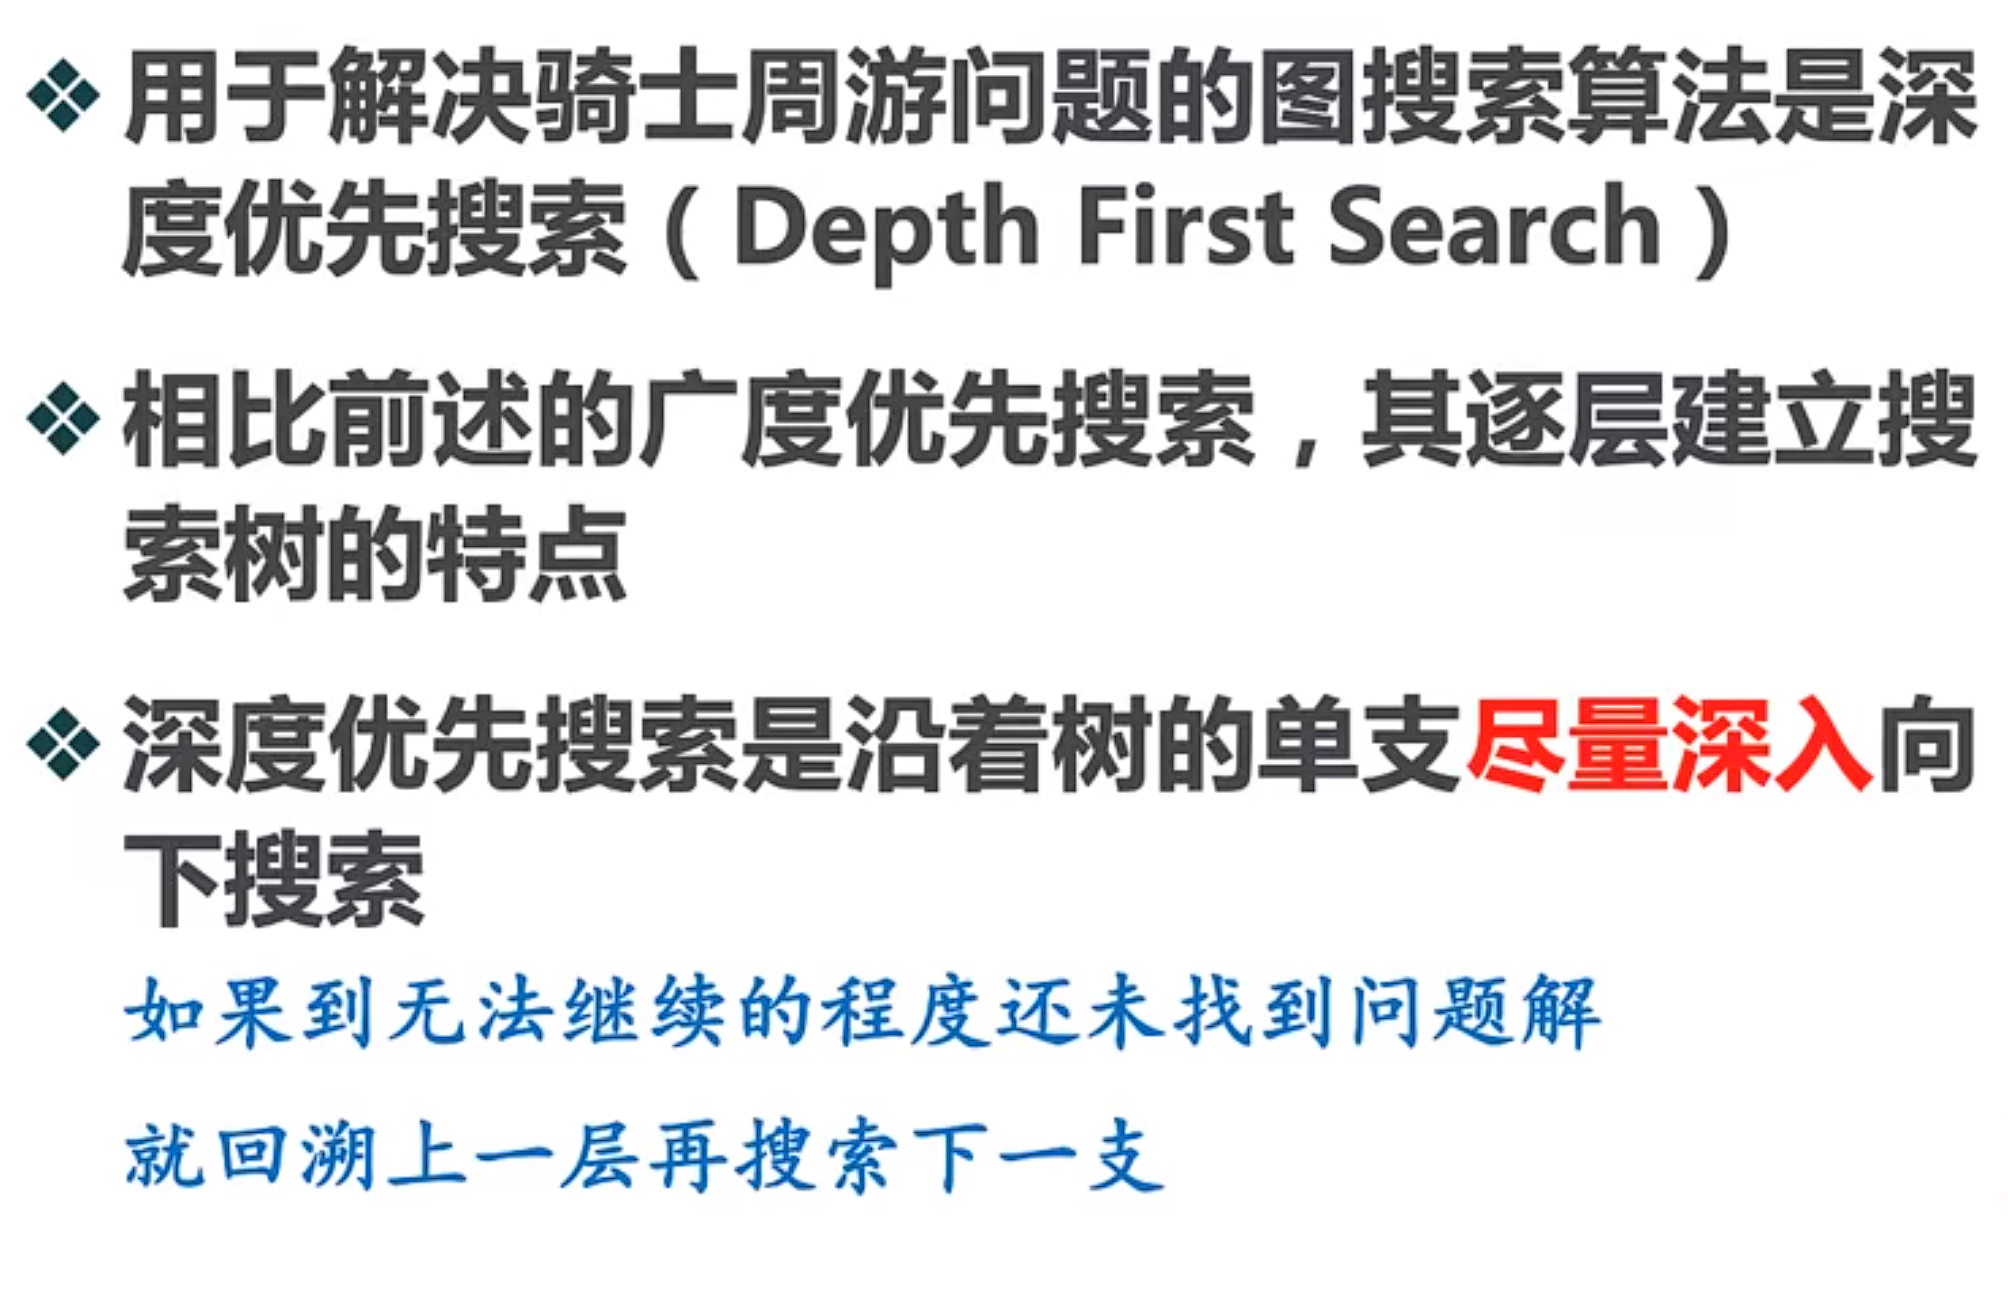 ❖用于解决骑士周游问题的图搜索算法是深
度优先搜索（Depth First Search）
❖相比前述的广度优先搜索，其逐层建立搜
索树的特点
❖深度优先搜索是沿着树的单支尽量深入向
下搜索
如果到无法继续的程度还未找到问题解
就回溯上一层再搜索下一支